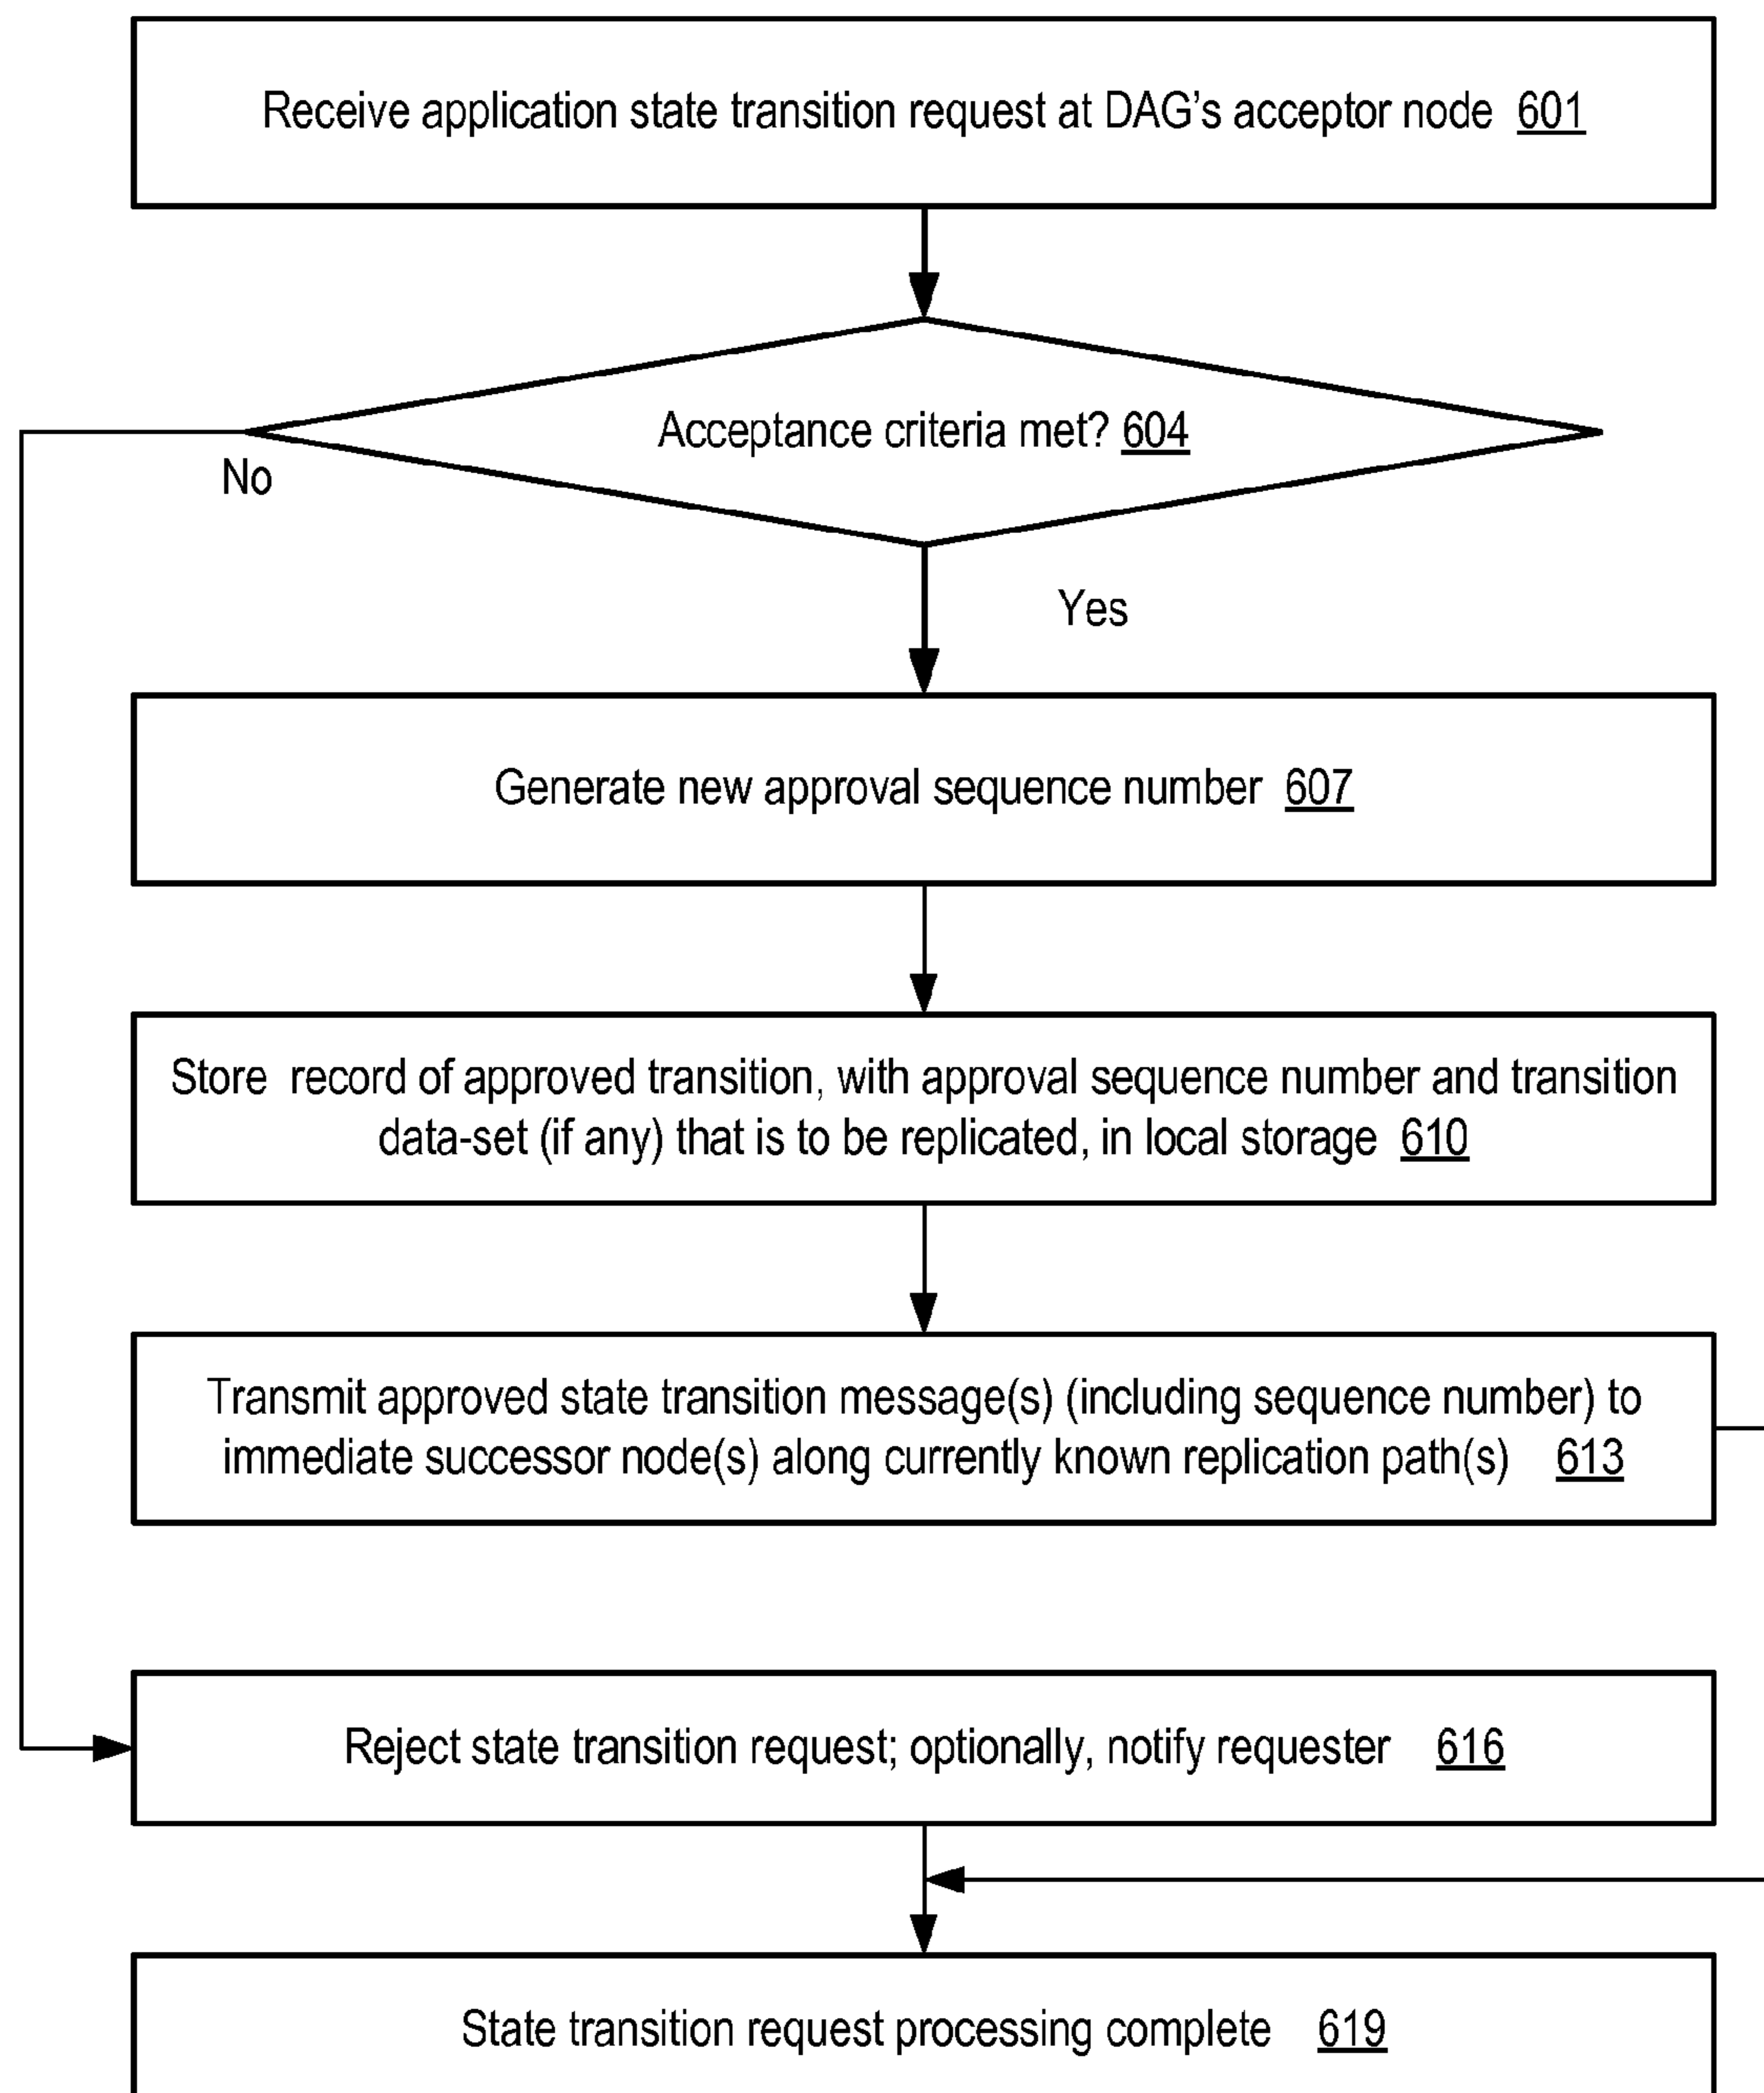 Receive application state transition request at DAG's acceptor node 601
Acceptance criteria met? 604
No
Yes
Generate new approval sequence number 607
Store record of approved transition, with approval sequence number and transition
data-set (if any) that is to be replicated, in local storage 610
Transmit approved state transition message(s) (including sequence number) to
immediate successor node(s) along currently known replication path(s) 613
Reject state transition request; optionally, notify requester 616
State transition request processing complete 619